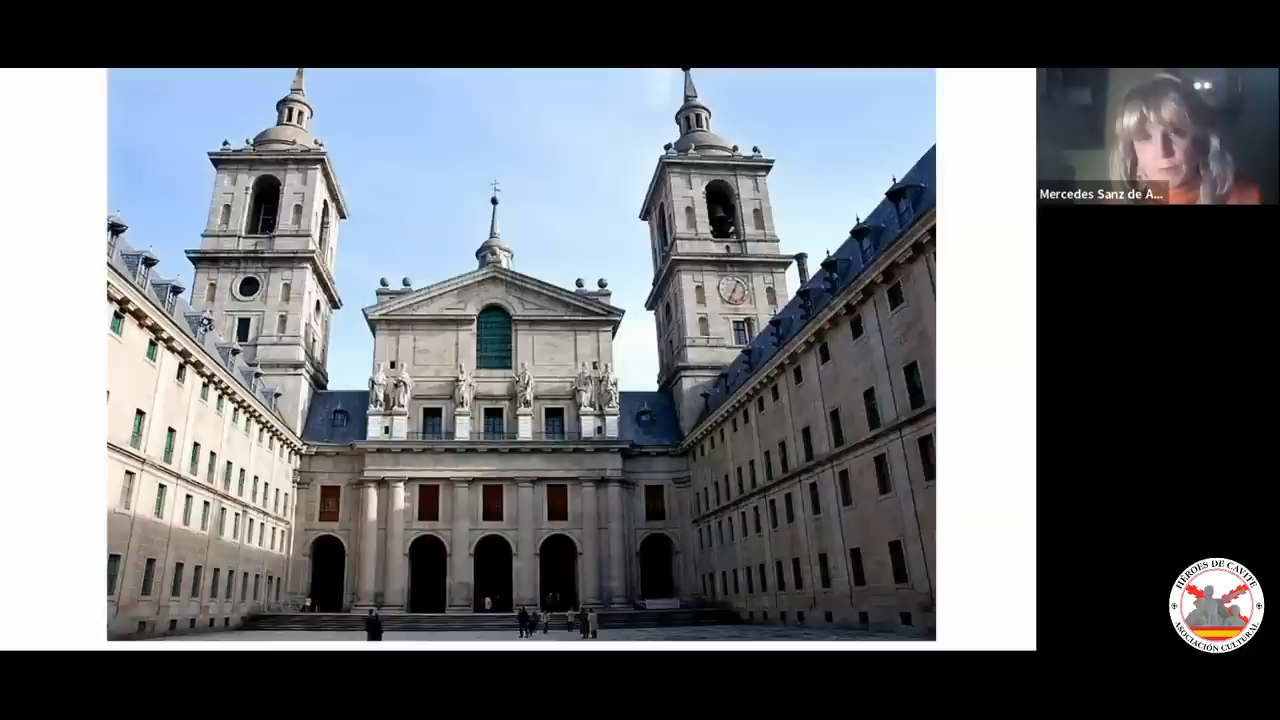 Mercedes Sanz de A...
HEROES DE CAVITE
ASOCIACIÓN CULTURAL